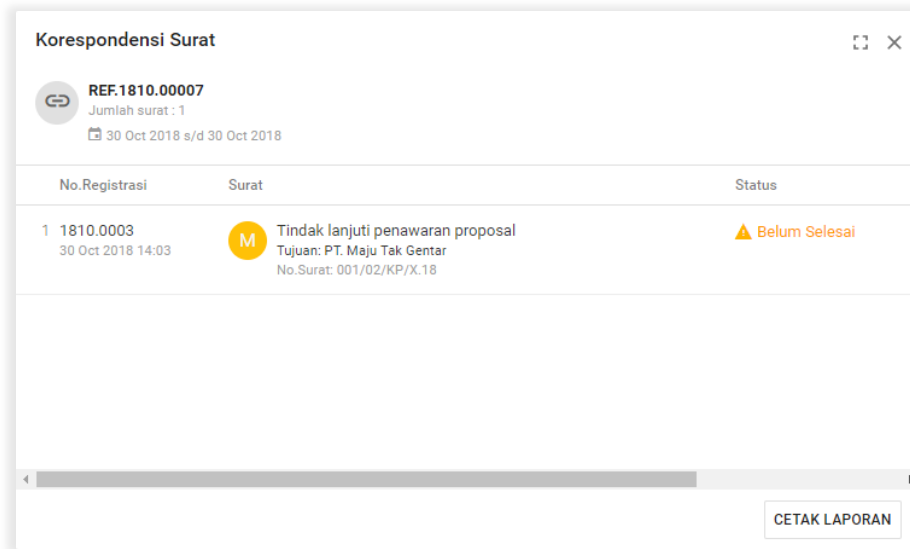 Korespondensi Surat
REF.1810.00007
Jumlah surat : 1
30 Oct 2018 s/d 30 Oct 2018
No.Registrasi Surat Status
1 1810.0003 M Tindak lanjuti penawaran proposal Belum Selesai
30 Oct 2018 14:03 Tujuan: PT. Maju Tak Gentar
No.Surat: 001/02/KP/X.18
CETAK LAPORAN